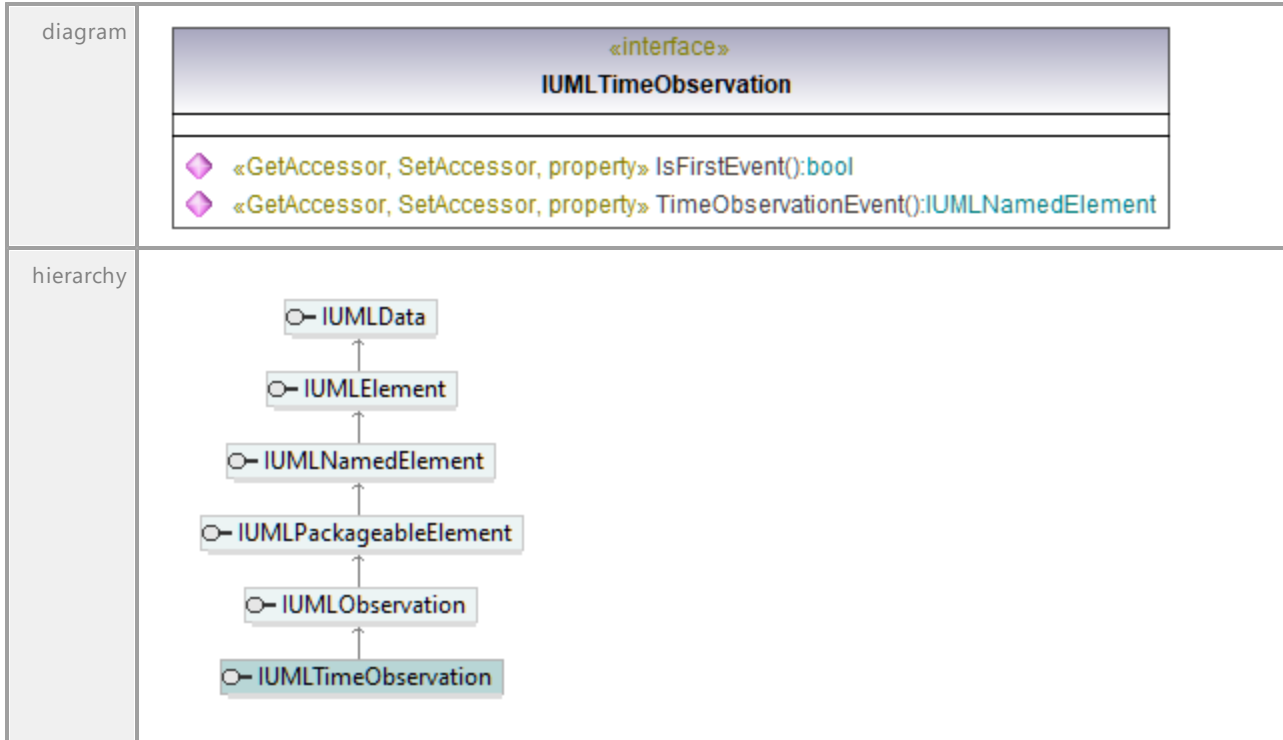 diagram
«interface»
IUMLTimeObservation
«GetAccessor, SetAccessor, property» IsFirstEvent():bool
«GetAccessor, SetAccessor, property» TimeObservationEvent():IUMLNamedElement
hierarchy
IUMLData
IUMLElement
IUMLNamedElement
IUMLPackageableElement
IUMLObservation
IUMLTimeObservation